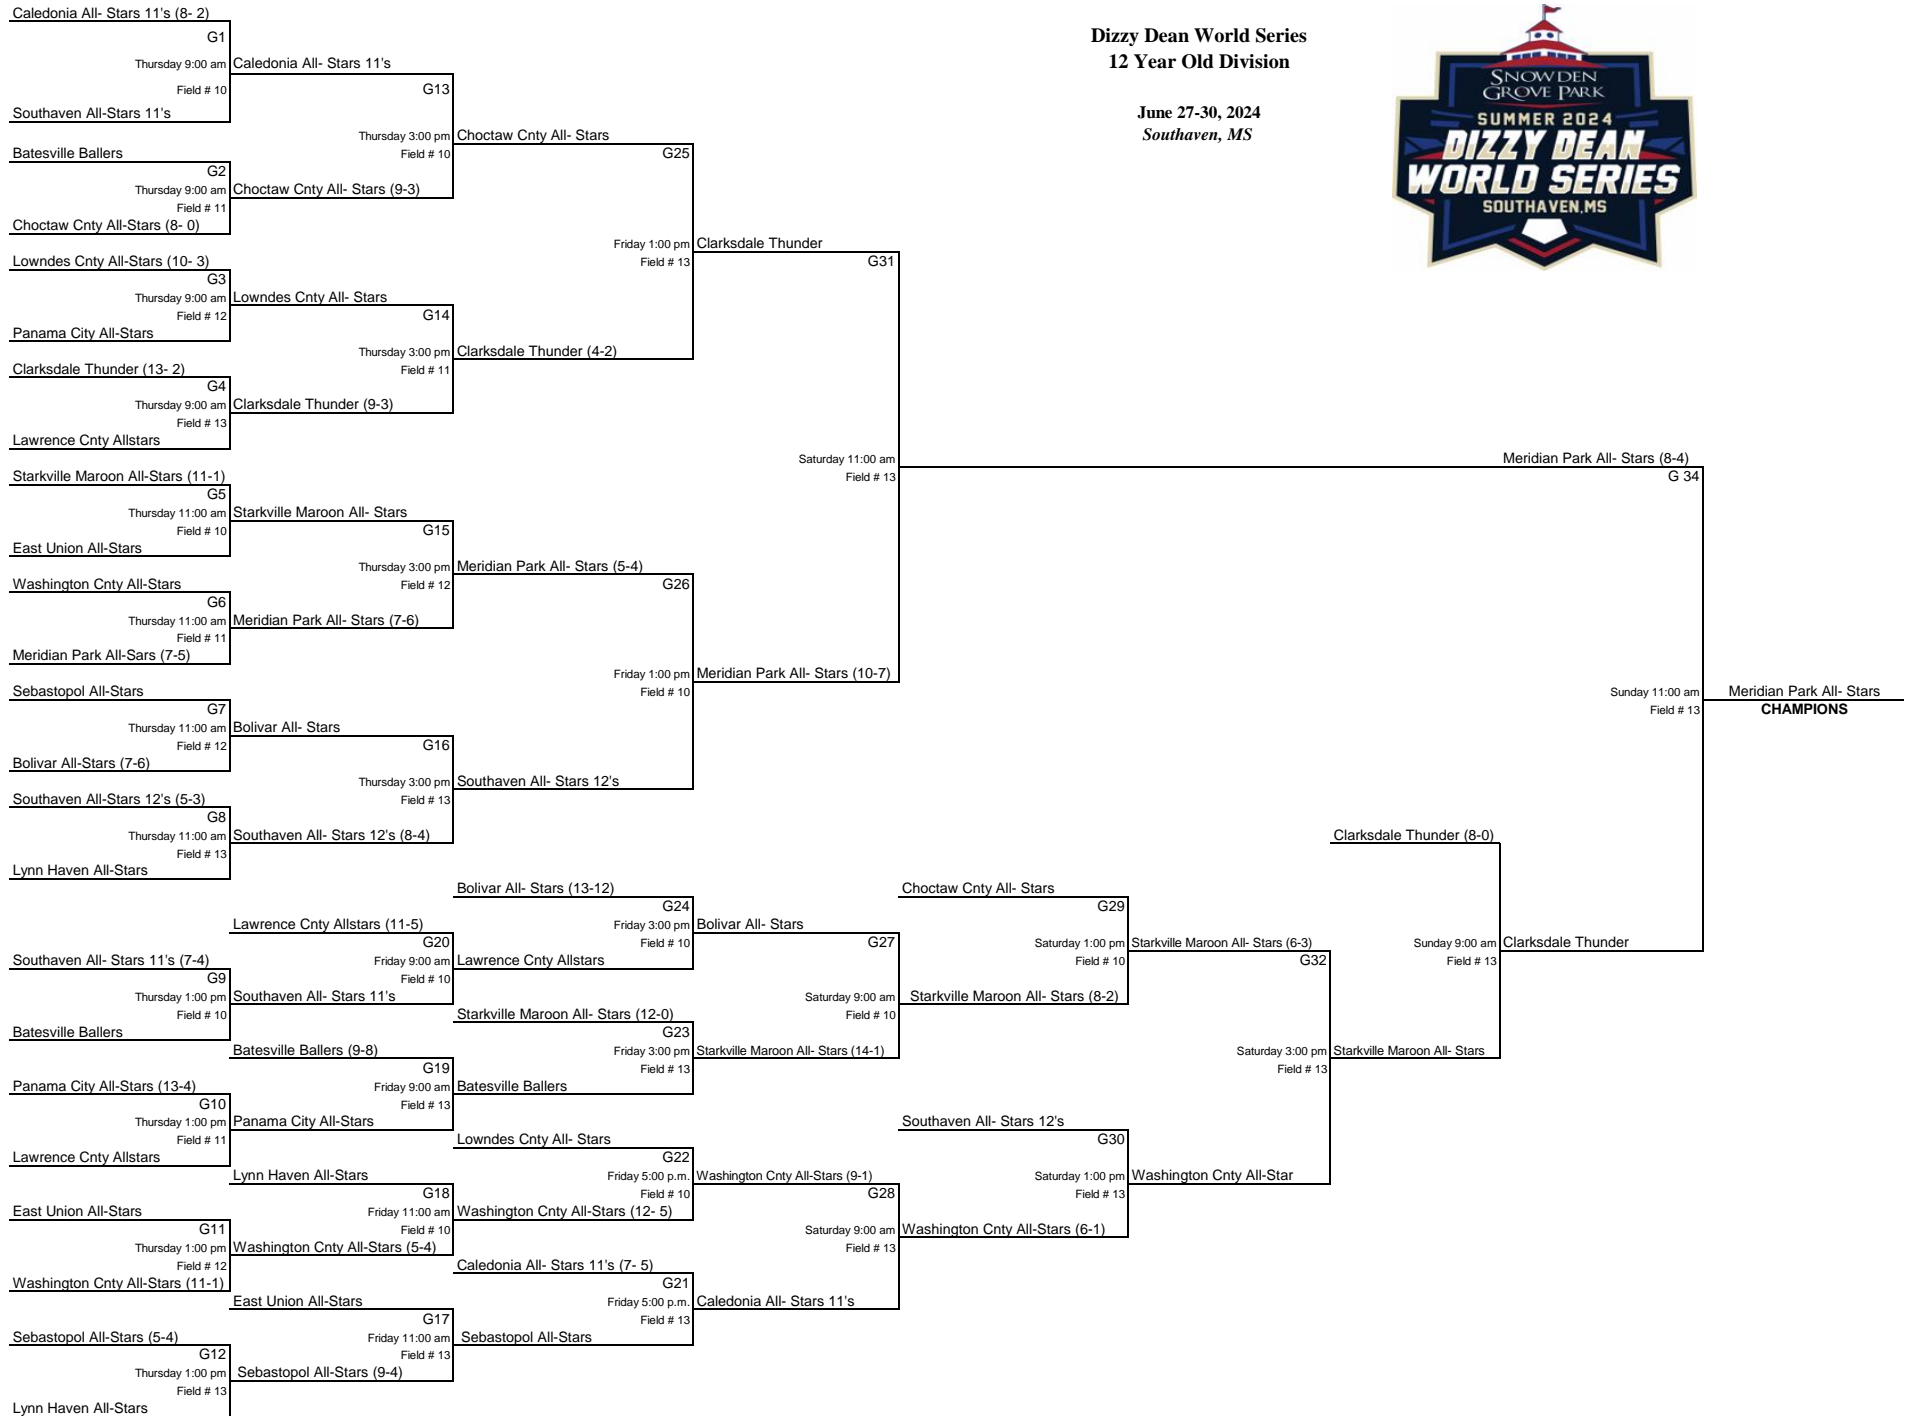 Caledonia All- Stars 11's (8- 2)
G1
Thursday 9:00 am
Field # 10
Southaven All-Stars 11's
Batesville Ballers
G2
Thursday 9:00 am
Field # 11
Choctaw Cnty All-Stars (8- 0)
Lowndes Cnty All-Stars (10- 3)
G3
Thursday 9:00 am
Field # 12
Panama City All-Stars
Clarksdale Thunder (13- 2)
G4
Thursday 9:00 am
Field # 13
Lawrence Cnty Allstars
Starkville Maroon All-Stars (11-1)
G5
Thursday 11:00 am
Field # 10
East Union All-Stars
Washington Cnty All-Stars
G6
Thursday 11:00 am
Field # 11
Meridian Park All-Sars (7-5)
Sebastopol All-Stars
G7
Thursday 11:00 am
Field # 12
Bolivar All-Stars (7-6)
Southaven All-Stars 12's (5-3)
G8
Thursday 11:00 am
Field # 13
Lynn Haven All-Stars
Caledonia All- Stars 11's
G13
Thursday 3:00 pm
Field # 10
Choctaw Cnty All- Stars (9-3)
Lowndes Cnty All- Stars
G14
Thursday 3:00 pm
Field # 11
Clarksdale Thunder (9-3)
Starkville Maroon All- Stars
G15
Thursday 3:00 pm
Field # 12
Meridian Park All- Stars (7-6)
Bolivar All- Stars
G16
Thursday 3:00 pm
Field # 13
Southaven All- Stars 12's (8-4)
Choctaw Cnty All- Stars
G25
Friday 1:00 pm
Field # 13
Clarksdale Thunder (4-2)
Meridian Park All- Stars (5-4)
G26
Friday 1:00 pm
Field # 10
Southaven All- Stars 12's
Clarksdale Thunder
G31
Saturday 11:00 am
Field # 13
Meridian Park All- Stars (10-7)
Dizzy Dean World Series
12 Year Old Division
June 27-30, 2024
Southaven, MS
SNOWDEN
GROVE PARK
SUMMER 2024
DIZZY DEAN
WORLD SERIES
SOUTHAVEN,MS
Meridian Park All- Stars (8-4)
G 34
Sunday 11:00 am
Field # 13
Meridian Park All- Stars
CHAMPIONS
Southaven All- Stars 11's (7-4)
G9
Thursday 1:00 pm
Field # 10
Batesville Ballers
Panama City All-Stars (13-4)
G10
Thursday 1:00 pm
Field # 11
Lawrence Cnty Allstars
East Union All-Stars
G11
Thursday 1:00 pm
Field # 12
Washington Cnty All-Stars (11-1)
Sebastopol All-Stars (5-4)
G12
Thursday 1:00 pm
Field # 13
Lynn Haven All-Stars
Lawrence Cnty Allstars (11-5)
G20
Friday 9:00 am
Field # 10
Southaven All- Stars 11's
Batesville Ballers (9-8)
G19
Friday 9:00 am
Field # 13
Panama City All-Stars
Lynn Haven All-Stars
G18
Friday 11:00 am
Field # 10
Washington Cnty All-Stars (5-4)
East Union All-Stars
G17
Friday 11:00 am
Field # 13
Sebastopol All-Stars (9-4)
Bolivar All- Stars (13-12)
G24
Friday 3:00 pm
Field # 10
Lawrence Cnty Allstars
Starkville Maroon All- Stars (12-0)
G23
Friday 3:00 pm
Field # 13
Batesville Ballers
Lowndes Cnty All- Stars
G22
Friday 5:00 p.m.
Field # 10
Washington Cnty All-Stars (12- 5)
Caledonia All- Stars 11's (7- 5)
G21
Friday 5:00 p.m.
Field # 13
Sebastopol All-Stars
Bolivar All- Stars
G27
Saturday 9:00 am
Field # 10
Starkville Maroon All- Stars (14-1)
Washington Cnty All-Stars (9-1)
G28
Saturday 9:00 am
Field # 13
Caledonia All- Stars 11's
Choctaw Cnty All- Stars
G29
Saturday 1:00 pm
Field # 10
Starkville Maroon All- Stars (8-2)
Southaven All- Stars 12's
G30
Saturday 1:00 pm
Field # 13
Washington Cnty All-Stars (6-1)
Starkville Maroon All- Stars (6-3)
G32
Saturday 3:00 pm
Field # 13
Washington Cnty All-Star
Clarksdale Thunder (8-0)
Sunday 9:00 am
Field # 13
Starkville Maroon All- Stars
Clarksdale Thunder